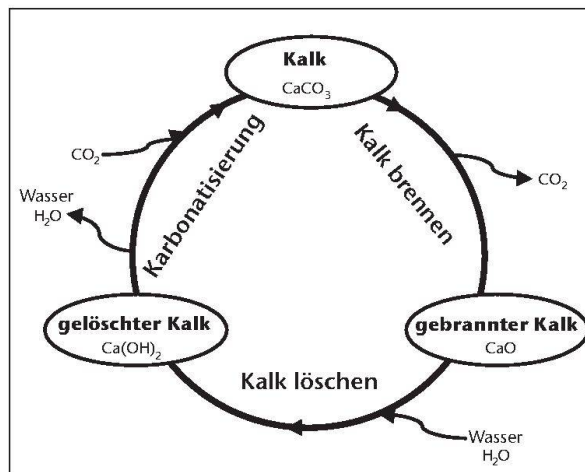 Kalk
CaCO₃
Kalk brennen
CO₂
gebrannter Kalk
CaO
Wasser
H₂O
Kalk löschen
gelöschter Kalk
Ca(OH)₂
Wasser
H₂O
CO₂
Karbonatisierung